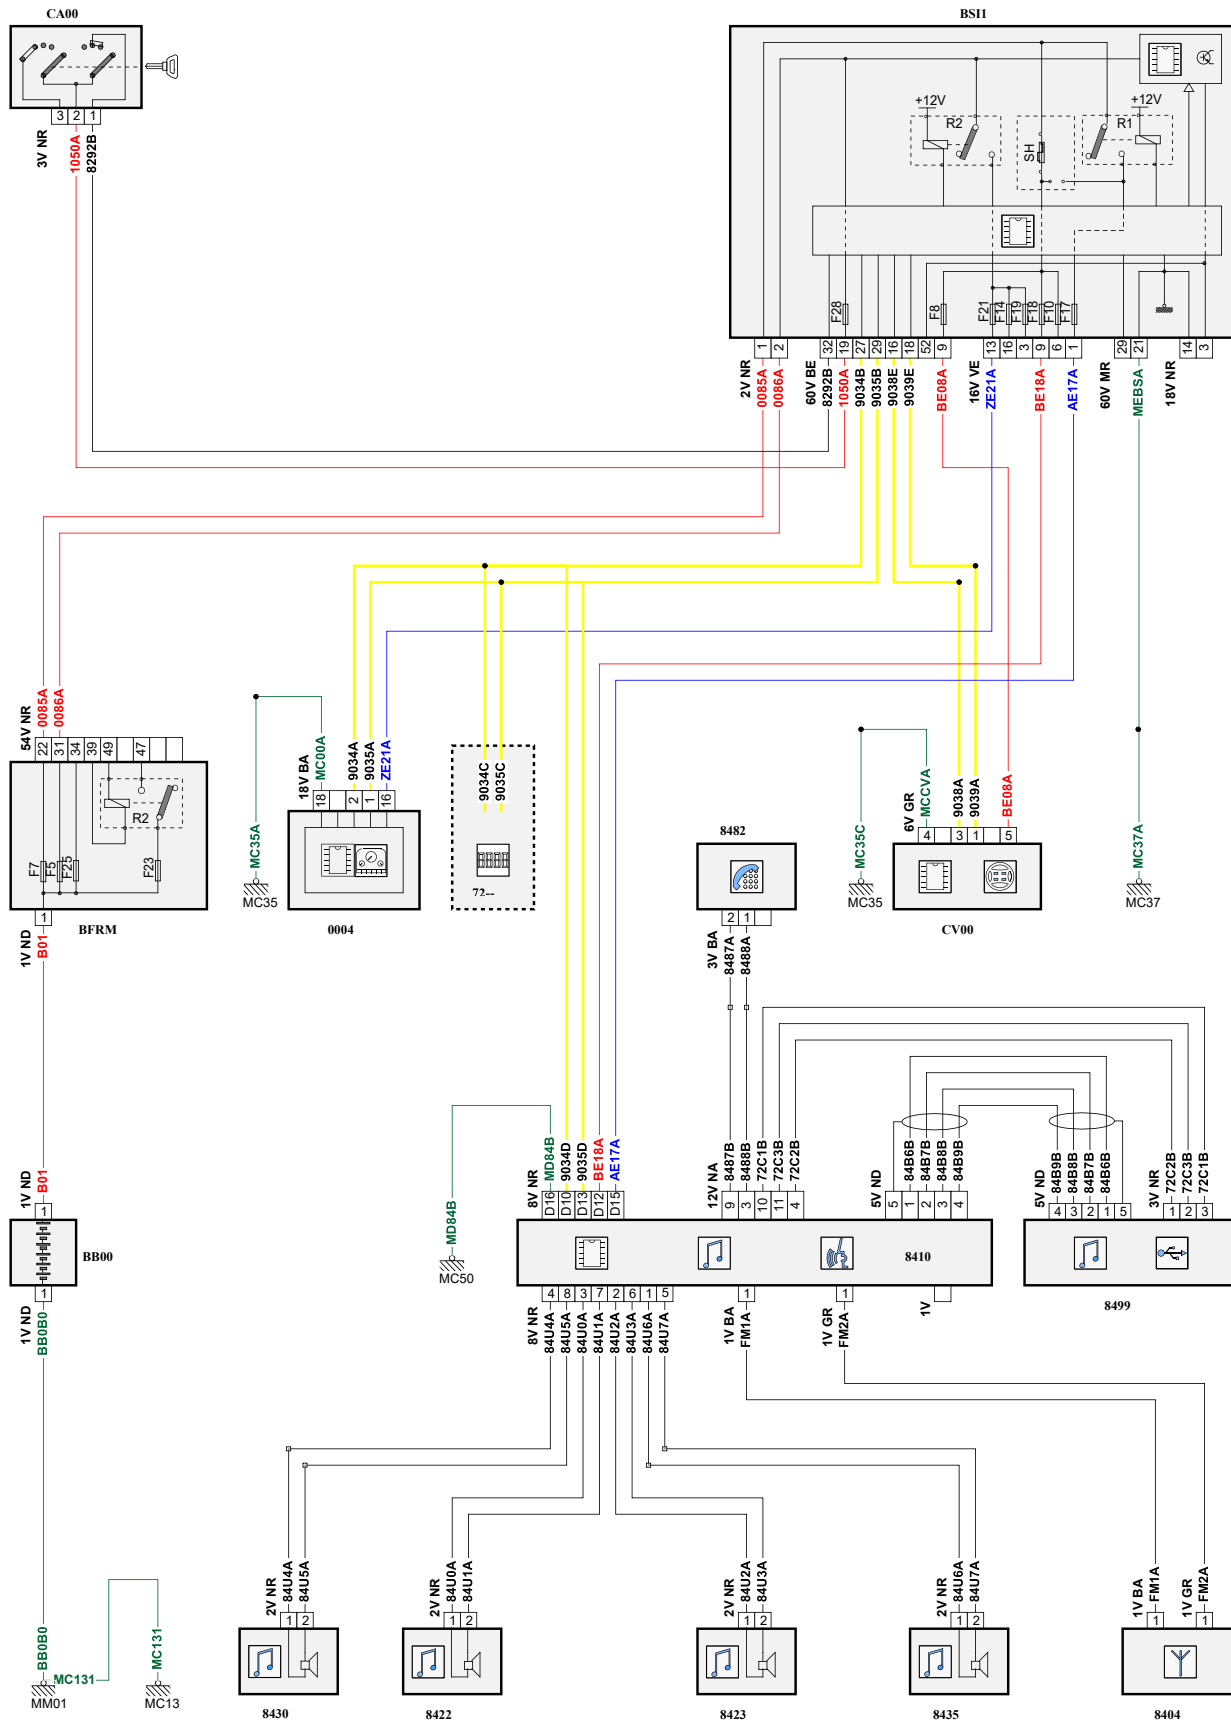 CA00
BSI1
3 2 1
3V NR
1050A
8292B
+12V
R2
SH
R1
+12V
F28
F8
F21
F14
F19
F18
F10
F17
1 2
32 19 27 29 16 18 52 9
13 16 3 9 6 1
29 21
14 3
2V NR
0085A
0086A
60V BE
8292B
1050A
9034B
9035B
9038E
9039E
BE08A
16V VE
ZE21A
BE18A
AE17A
60V MR
MEBSA
18V NR
54V NR
0085A
0086A
22 31 34 39 49 47
R2
F7
F5
F25
F23
1
BFRM
1V ND
B01
MC35A
MC35
18V BA
MC00A
9034A
9035A
ZE21A
18 2 1 16
0004
9034C
9035C
72--
8482
2 1
3V BA
8487A
8488A
MC35C
MC35
6V GR
MCCVA
9038A
9039A
BE08A
4 3 1 5
CV00
MC37A
MC37
1V ND
B01
1
BB00
1
1V ND
BB0B0
MD84B
MC50
8V NR
MD84B
9034D
9035D
BE18A
AE17A
D16 D10 D13 D12 D15
12V NA
8487B
8488B
72C1B
72C3B
72C2B
9 3 10 11 4
5V ND
84B6B
84B7B
84B8B
84B9B
5 1 2 3 4
5V ND
84B9B
84B8B
84B7B
84B6B
4 3 2 1 5
3V NR
72C2B
72C3B
72C1B
1 2 3
8410
8499
4 8 3 7 2 6 1 5
8V NR
84U4A
84U5A
84U0A
84U1A
84U2A
84U3A
84U6A
84U7A
1
1V BA
FM1A
1
1V GR
FM2A
1V
BB0B0
MC131
MC131
MM01
MC13
2V NR
84U4A
84U5A
1 2
8430
2V NR
84U0A
84U1A
1 2
8422
2V NR
84U2A
84U3A
1 2
8423
2V NR
84U6A
84U7A
1 2
8435
1V BA
FM1A
1
1V GR
FM2A
1
8404